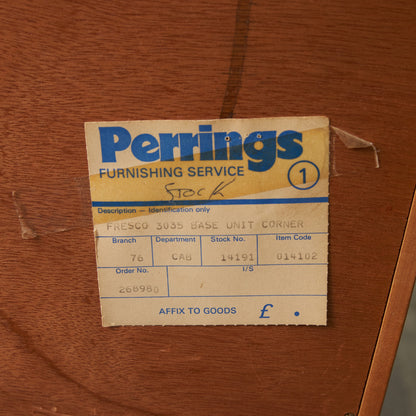 Perrings
FURNISHING SERVICE
1
STOCK
Description — Identification only
FRESCO 3035 BASE UNIT CORNER
Branch Department Stock No. Item Code
76 CAB 14191 014102
Order No. I/S
268980
AFFIX TO GOODS £ .